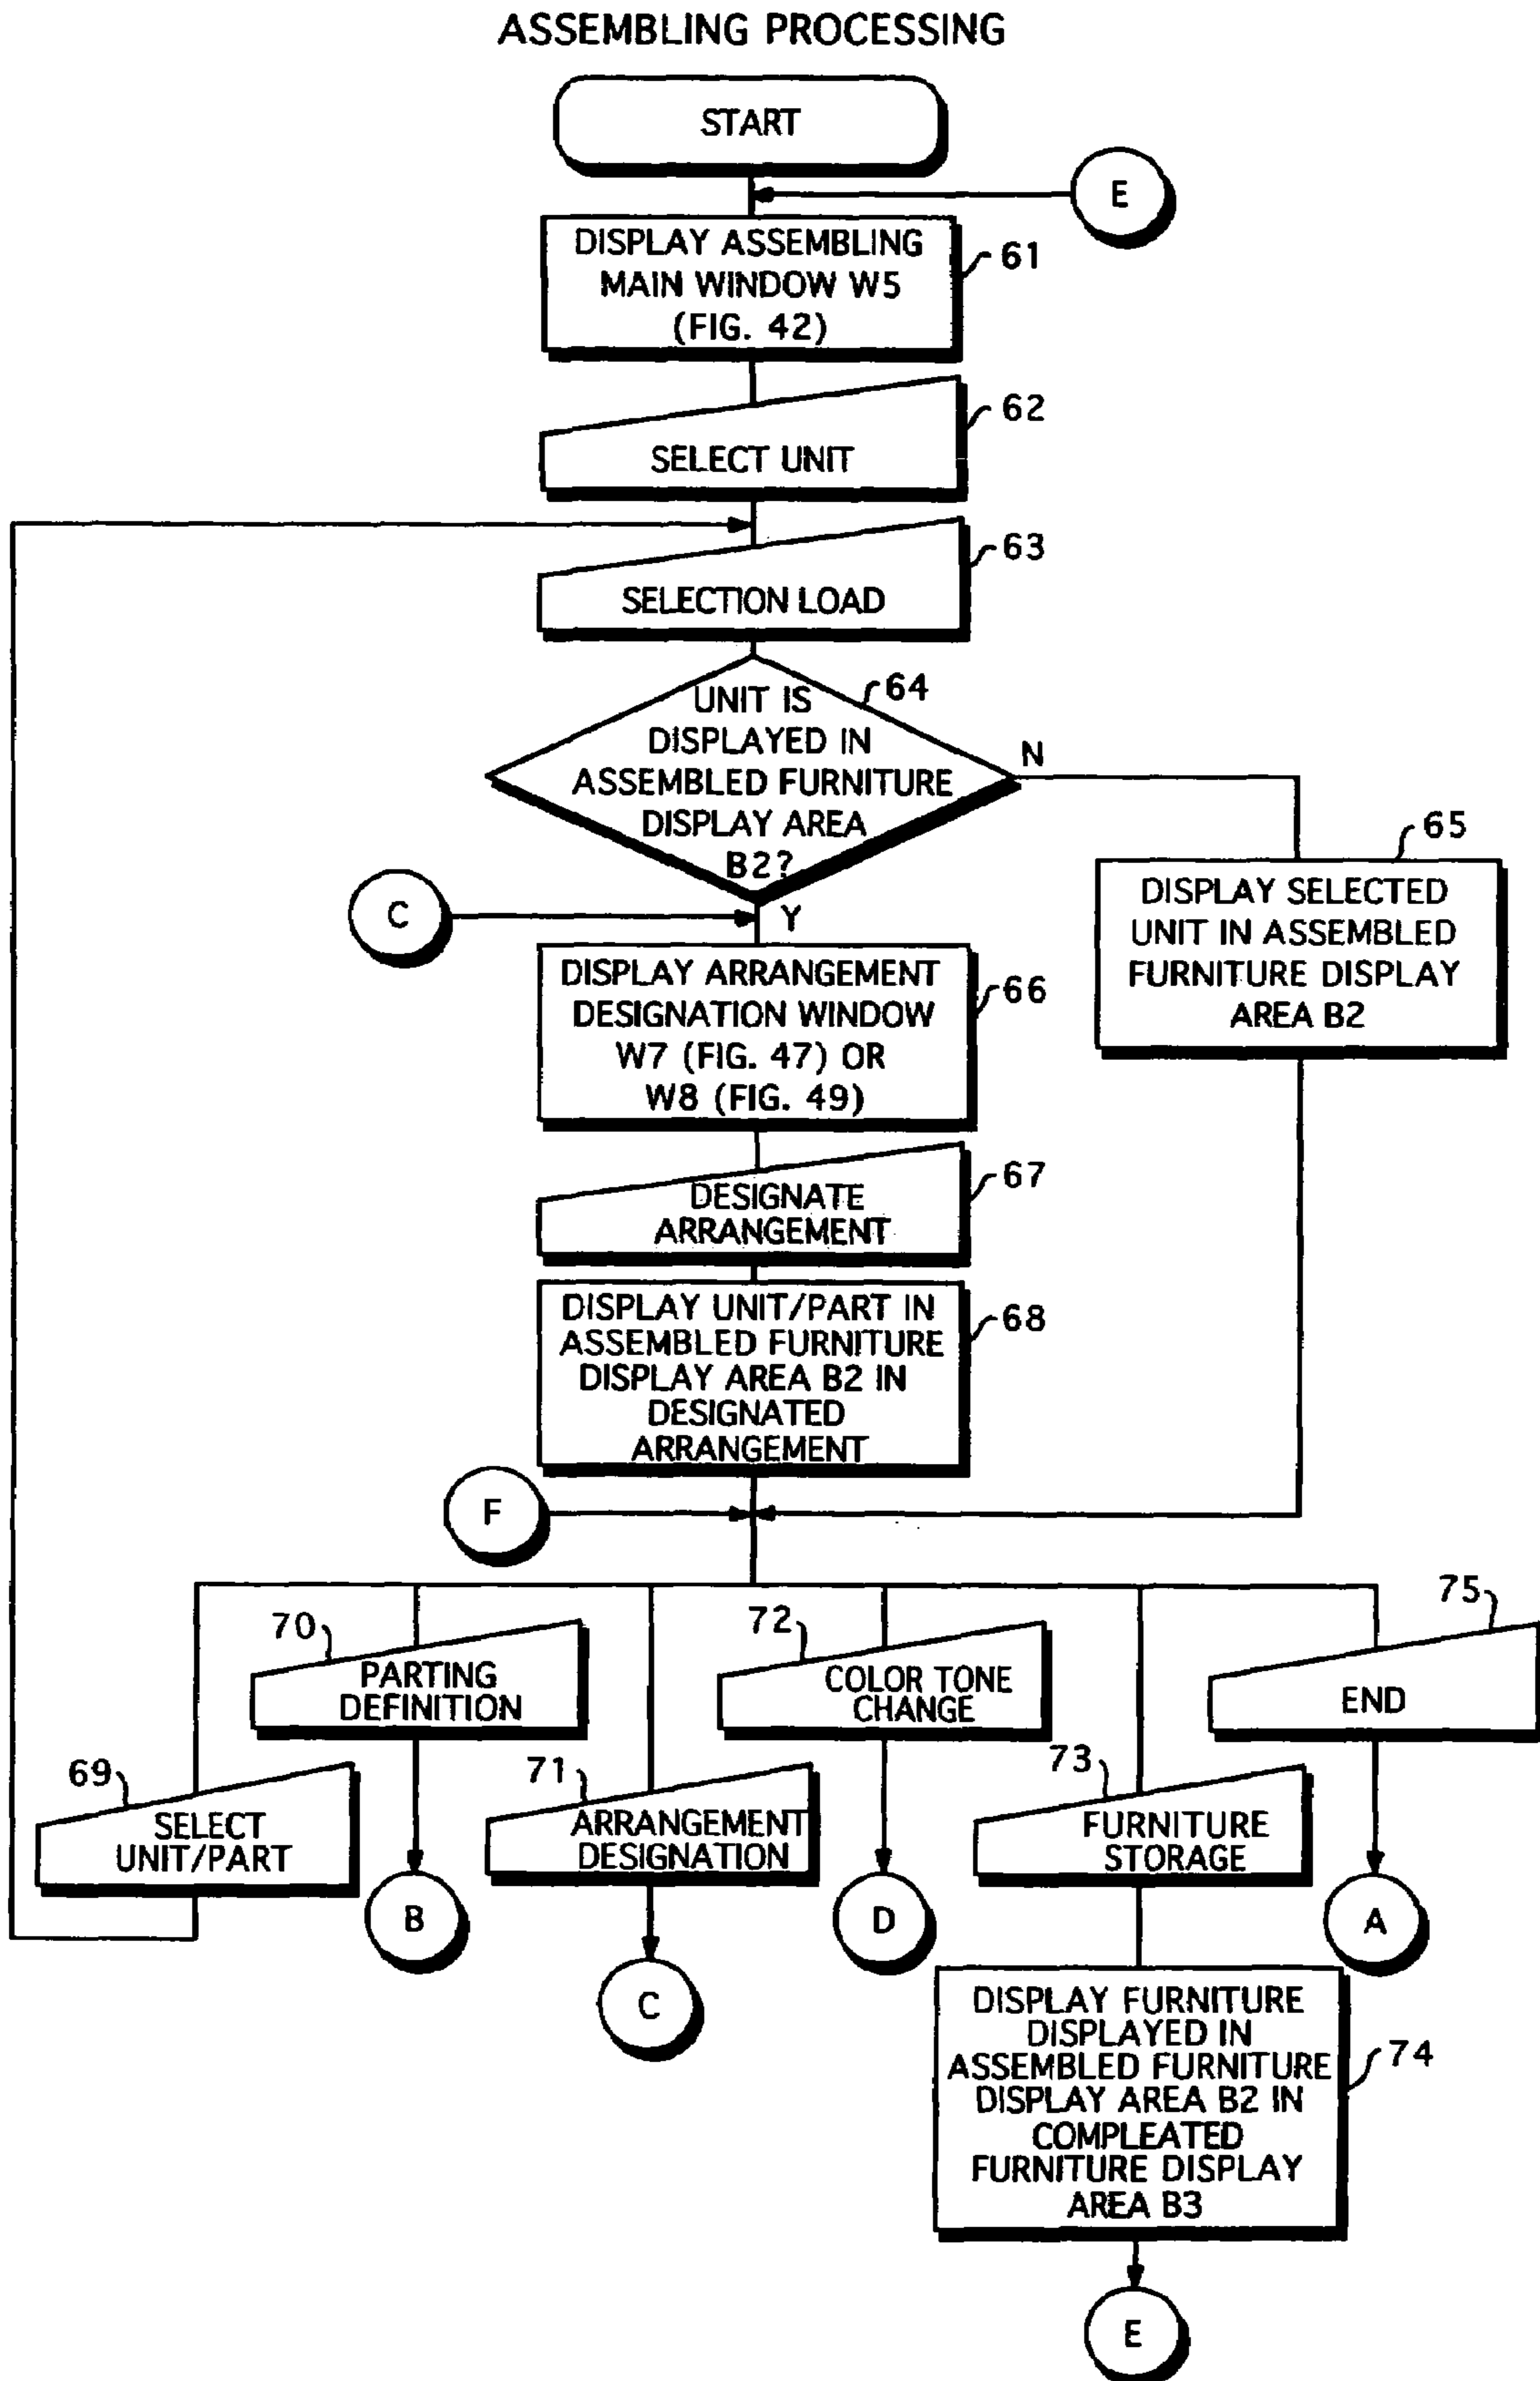 ASSEMBLING PROCESSING
START
E
DISPLAY ASSEMBLING
MAIN WINDOW W5
(FIG. 42)
61
62
SELECT UNIT
63
SELECTION LOAD
64
UNIT IS
DISPLAYED IN
ASSEMBLED FURNITURE
DISPLAY AREA
B2?
N
Y
65
DISPLAY SELECTED
UNIT IN ASSEMBLED
FURNITURE DISPLAY
AREA B2
C
DISPLAY ARRANGEMENT
DESIGNATION WINDOW
W7 (FIG. 47) OR
W8 (FIG. 49)
66
67
DESIGNATE
ARRANGEMENT
DISPLAY UNIT/PART IN
ASSEMBLED FURNITURE
DISPLAY AREA B2 IN
DESIGNATED
ARRANGEMENT
68
F
70
PARTING
DEFINITION
72
COLOR TONE
CHANGE
75
END
69
SELECT
UNIT/PART
71
ARRANGEMENT
DESIGNATION
73
FURNITURE
STORAGE
B
D
A
C
DISPLAY FURNITURE
DISPLAYED IN
ASSEMBLED FURNITURE
DISPLAY AREA B2 IN
COMPLEATED
FURNITURE DISPLAY
AREA B3
74
E